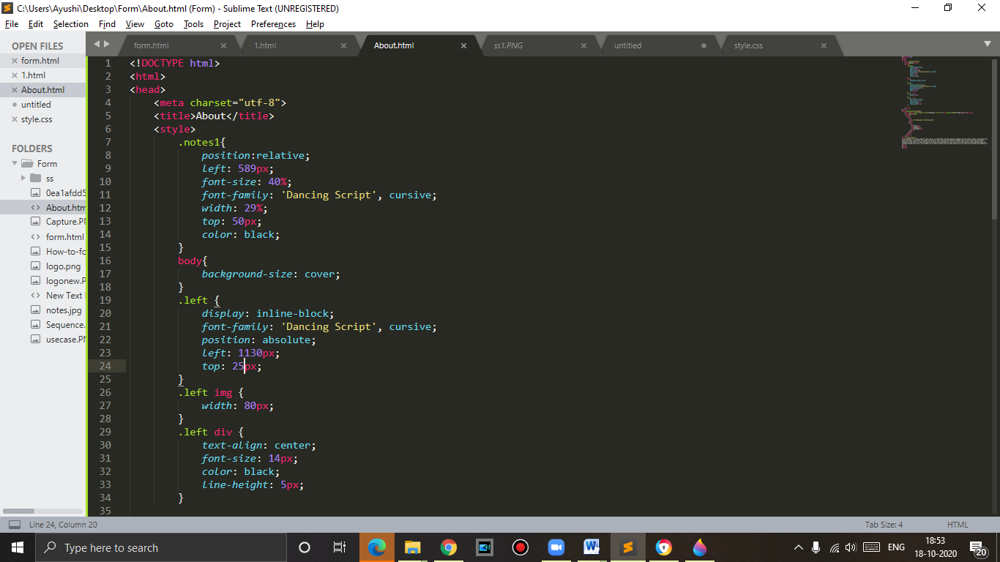 C:\Users\Ayushi\Desktop\Form\About.html (Form) - Sublime Text (UNREGISTERED)
File Edit Selection Find View Goto Tools Project Preferences Help
OPEN FILES
form.html
1.html
About.html
untitled
style.css
FOLDERS
Form
ss
0ea1afdd5
About.htm
Capture.PN
form.html
How-to-fo
logo.png
logonew.P
New Text
notes.jpg
Sequence.
usecase.PN
form.html 1.html About.html ss1.PNG untitled style.css
1 <!DOCTYPE html>
2 <html>
3 <head>
4 <meta charset="utf-8">
5 <title>About</title>
6 <style>
7 .notes1{
8 position:relative;
9 left: 589px;
10 font-size: 40%;
11 font-family: 'Dancing Script', cursive;
12 width: 29%;
13 top: 50px;
14 color: black;
15 }
16 body{
17 background-size: cover;
18 }
19 .left {
20 display: inline-block;
21 font-family: 'Dancing Script', cursive;
22 position: absolute;
23 left: 1130px;
24 top: 25px;
25 }
26 .left img {
27 width: 80px;
28 }
29 .left div {
30 text-align: center;
31 font-size: 14px;
32 color: black;
33 line-height: 5px;
34 }
35
Line 24, Column 20
Tab Size: 4 HTML
Type here to search
ENG
18:53
18-10-2020
20